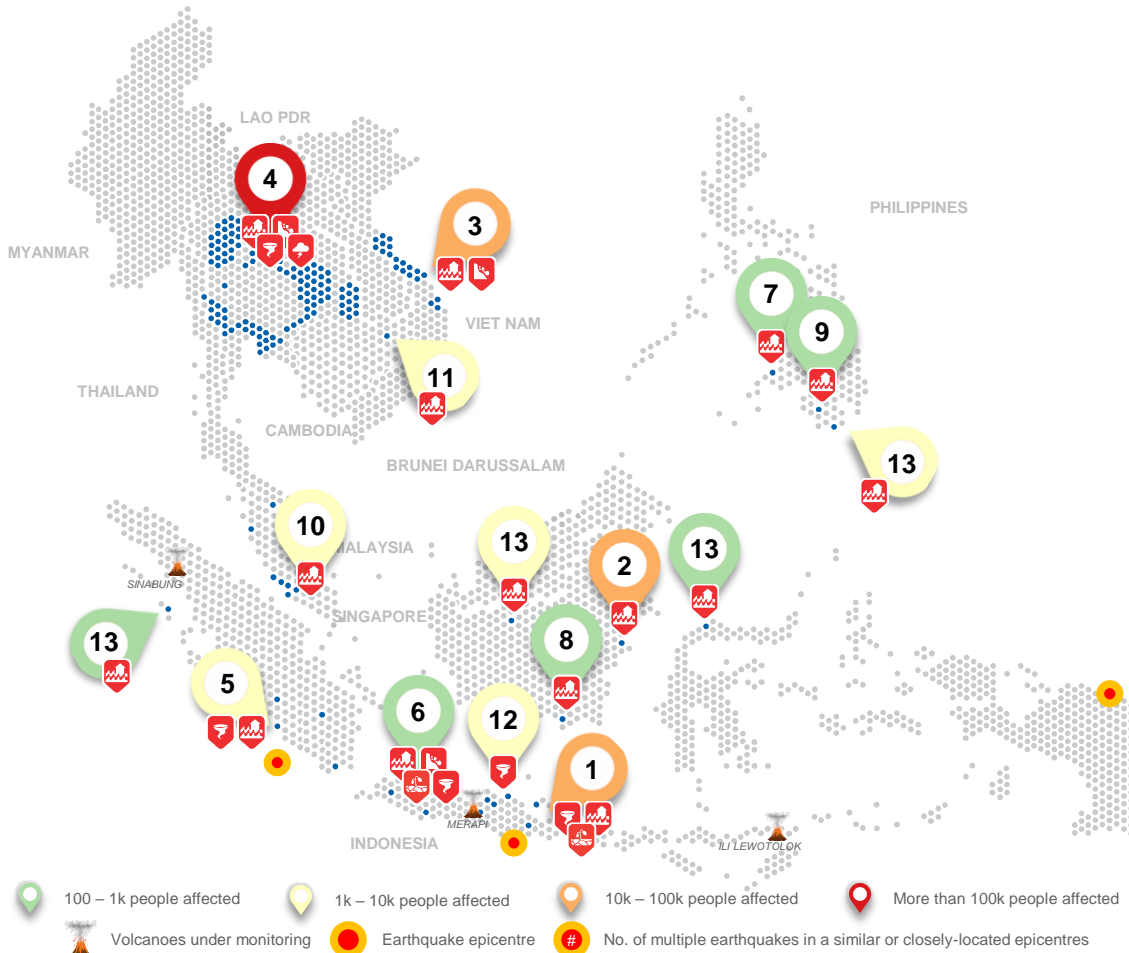 LAO PDR
4
PHILIPPINES
3
MYANMAR
7
VIET NAM
9
11
THAILAND
CAMBODIA
BRUNEI DARUSSALAM
13
10
MALAYSIA
13
2
13
SINABUNG
SINGAPORE
13
8
5
6
12
1
MERAPI
INDONESIA
ILI LEWOTOLOK
100 – 1k people affected
1k – 10k people affected
10k – 100k people affected
More than 100k people affected
Volcanoes under monitoring
Earthquake epicentre
#
No. of multiple earthquakes in a similar or closely-located epicentres